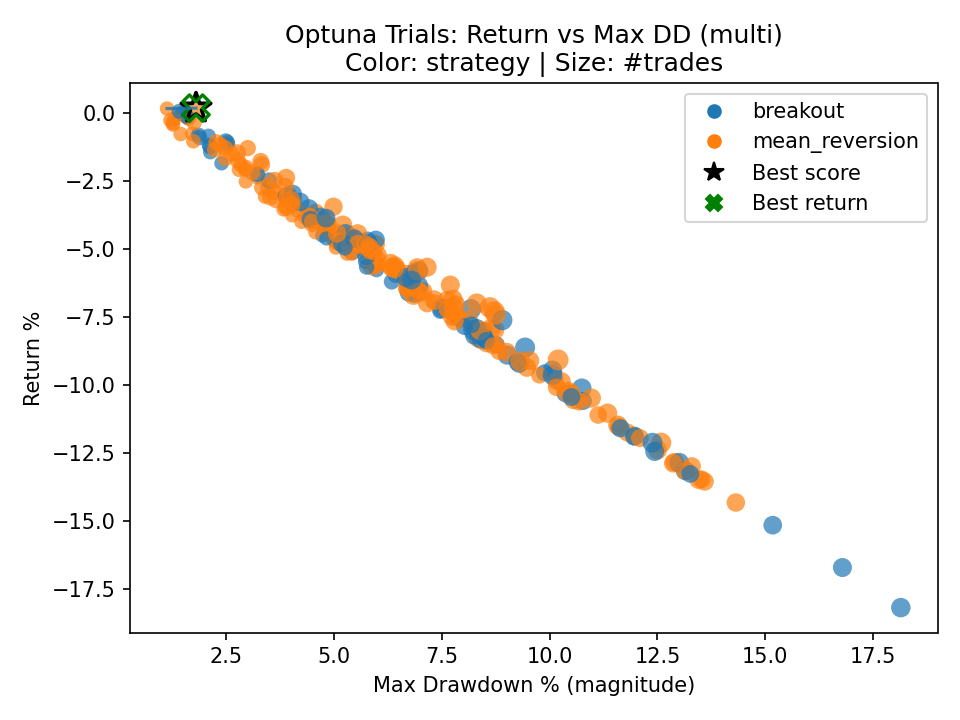 Optuna Trials: Return vs Max DD (multi)
Color: strategy | Size: #trades
breakout
mean_reversion
Best score
Best return
0.0
−2.5
−5.0
−7.5
−10.0
−12.5
−15.0
−17.5
Return %
2.5 5.0 7.5 10.0 12.5 15.0 17.5
Max Drawdown % (magnitude)